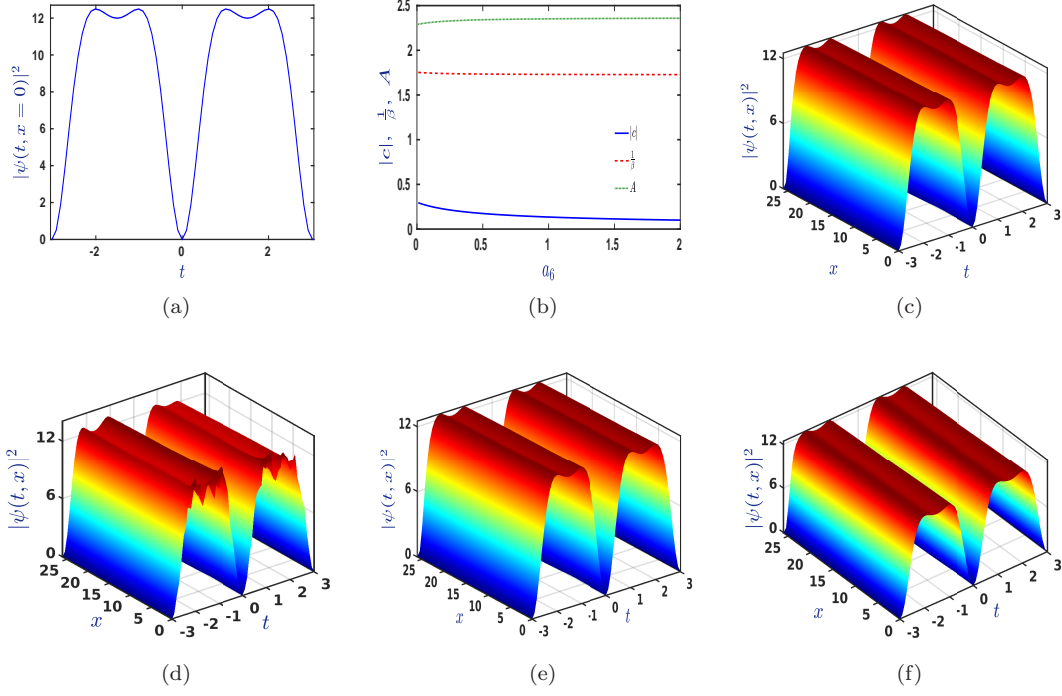 |ψ(t, x = 0)|²
12
10
8
6
4
2
0
-2 0 2
t
(a)
|c|, 1/β, A
2.5
2
1.5
1
0.5
0
|c|
1/β
A
0 0.5 1 1.5 2
a₆
(b)
|ψ(t, x)|²
12
6
0
25
20
15
10
5
0
x
-3 -2 -1 0 1 2 3
t
(c)
|ψ(t, x)|²
12
6
0
25
20
15
10
5
0
x
-3 -2 -1 0 1 2 3
t
(d)
|ψ(t, x)|²
12
6
0
25
20
15
10
5
0
x
-3 -2 -1 0 1 2 3
t
(e)
|ψ(t, x)|²
12
6
0
25
20
15
10
5
0
x
-3 -2 -1 0 1 2 3
t
(f)